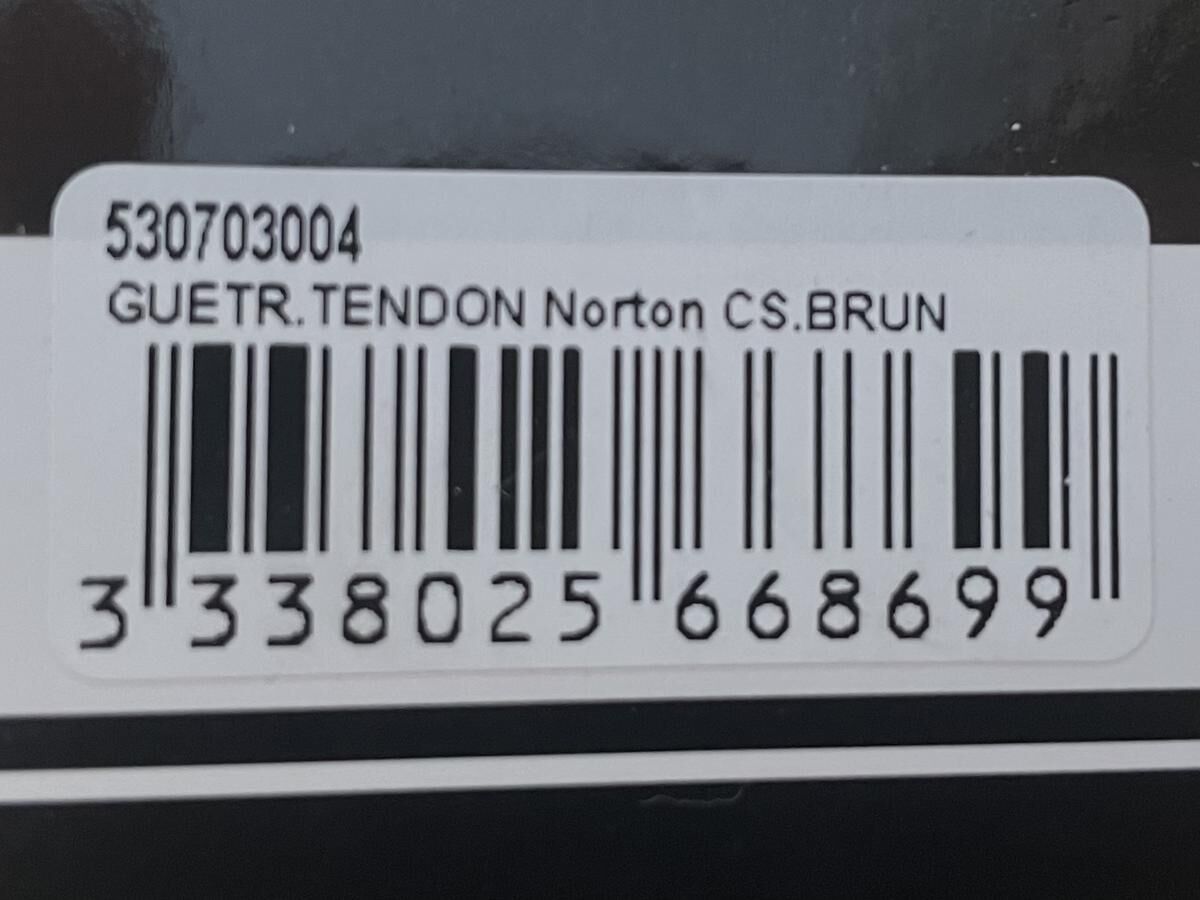 530703004
GUETR.TENDON Norton CS.BRUN
3 338025 668699